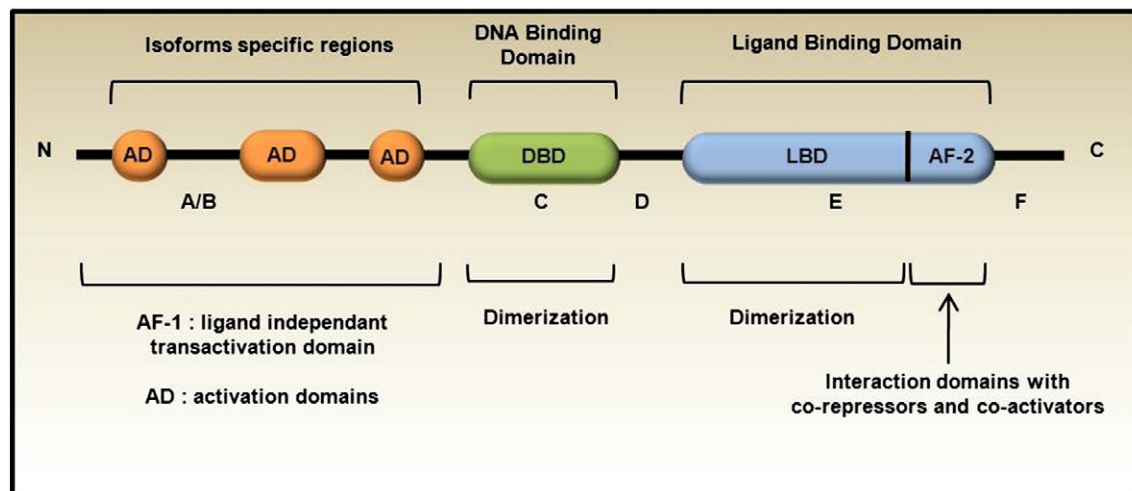 Isoforms specific regions
DNA Binding
Domain
Ligand Binding Domain
N
AD
AD
AD
DBD
LBD
AF-2
C
A/B
C
D
E
F
AF-1 : ligand independant
transactivation domain
AD : activation domains
Dimerization
Dimerization
Interaction domains with
co-repressors and co-activators